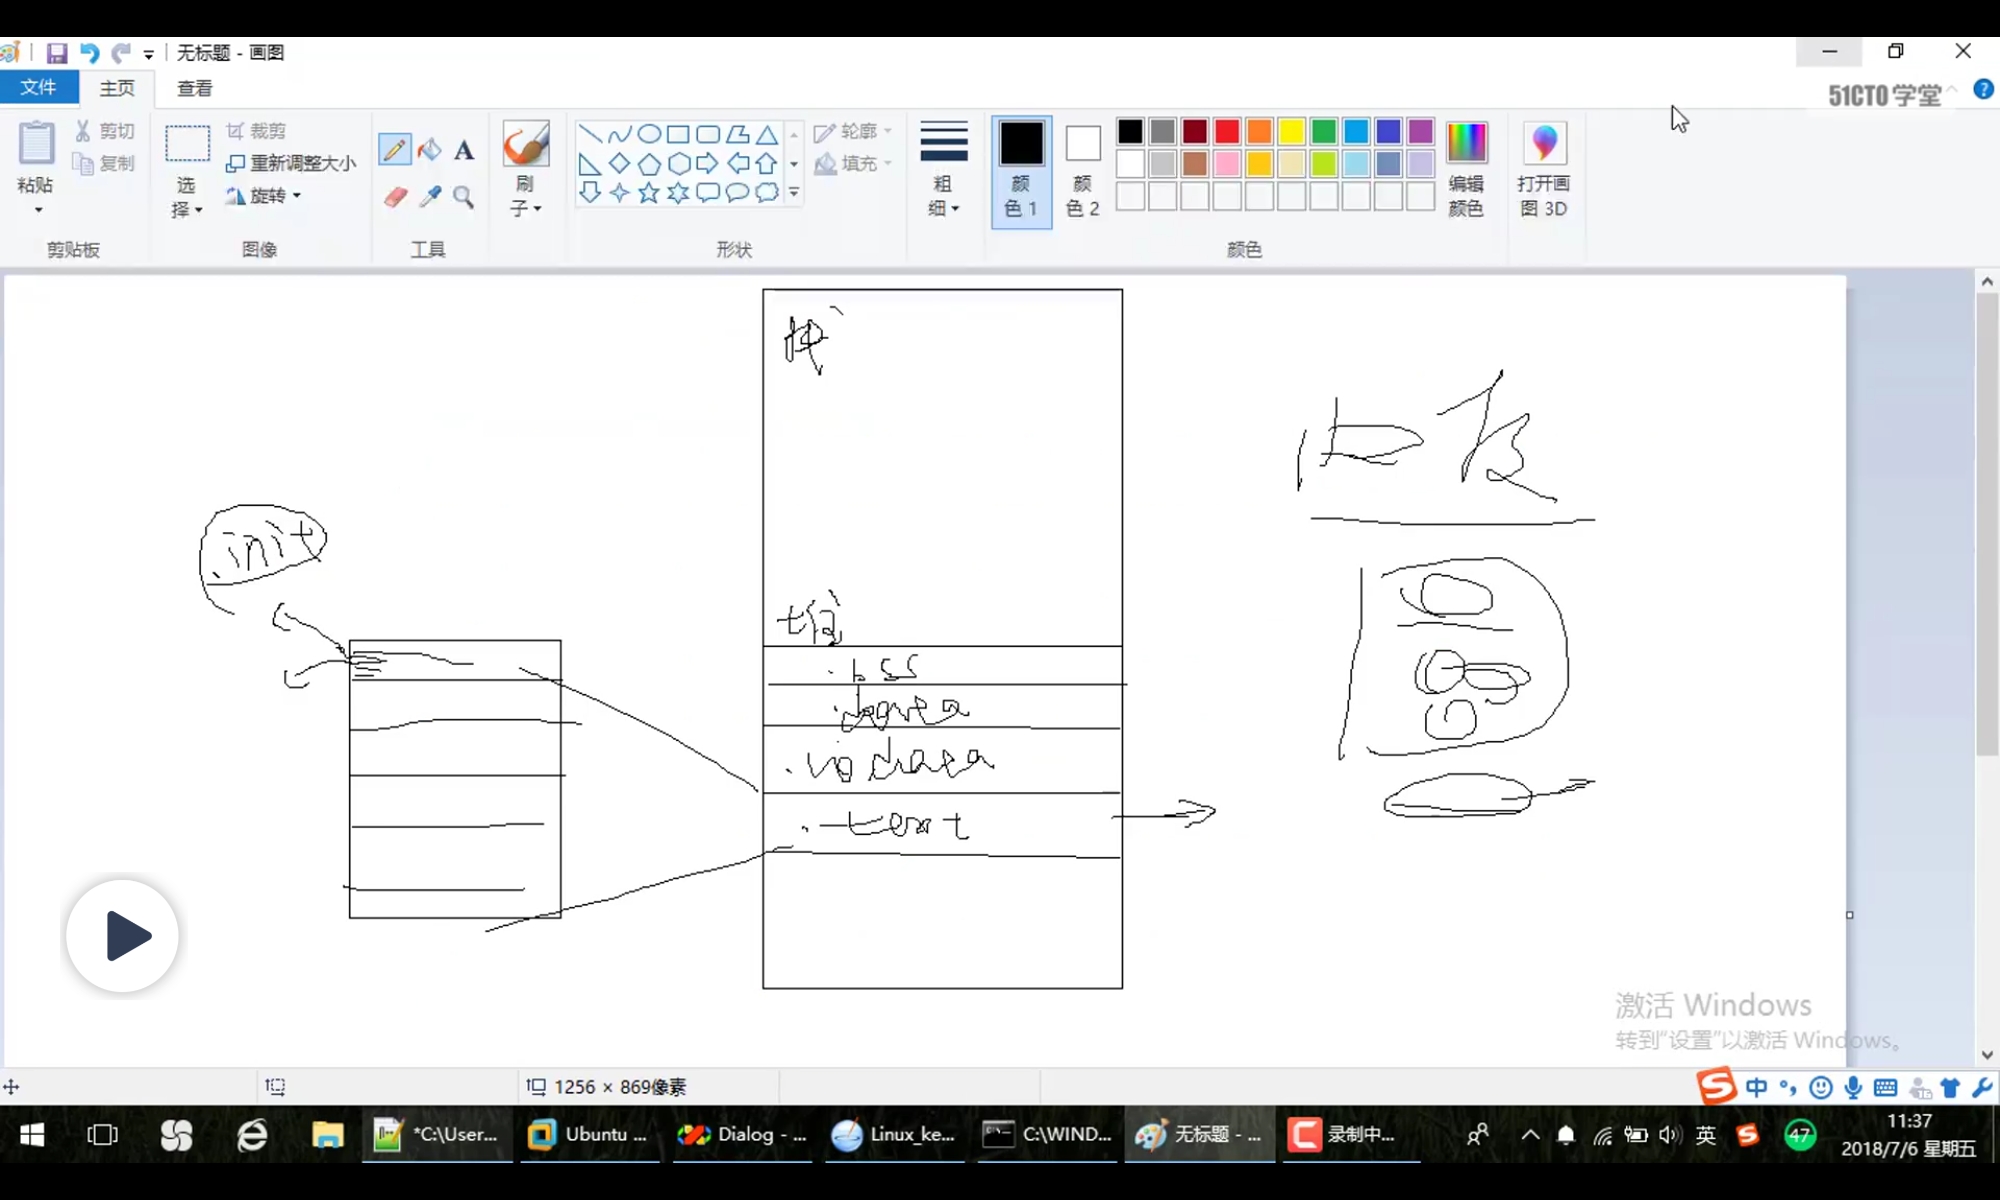 无标题 - 画图
文件 主页 查看
51CTO学堂
粘贴 剪切 复制
选择 裁剪 重新调整大小 旋转
A
刷子
轮廓 填充
粗细
颜色 1
颜色 2
编辑颜色
打开画图 3D
剪贴板 图像 工具 形状 颜色
栈
.init
堆
.bss
.data
.rodata
.text
激活 Windows
转到“设置”以激活 Windows。
1256 × 869像素
中
*C:\User...
Ubuntu ...
Dialog - ...
Linux_ke...
C:\WIND...
无标题 - ...
录制中...
英
47
11:37
2018/7/6 星期五